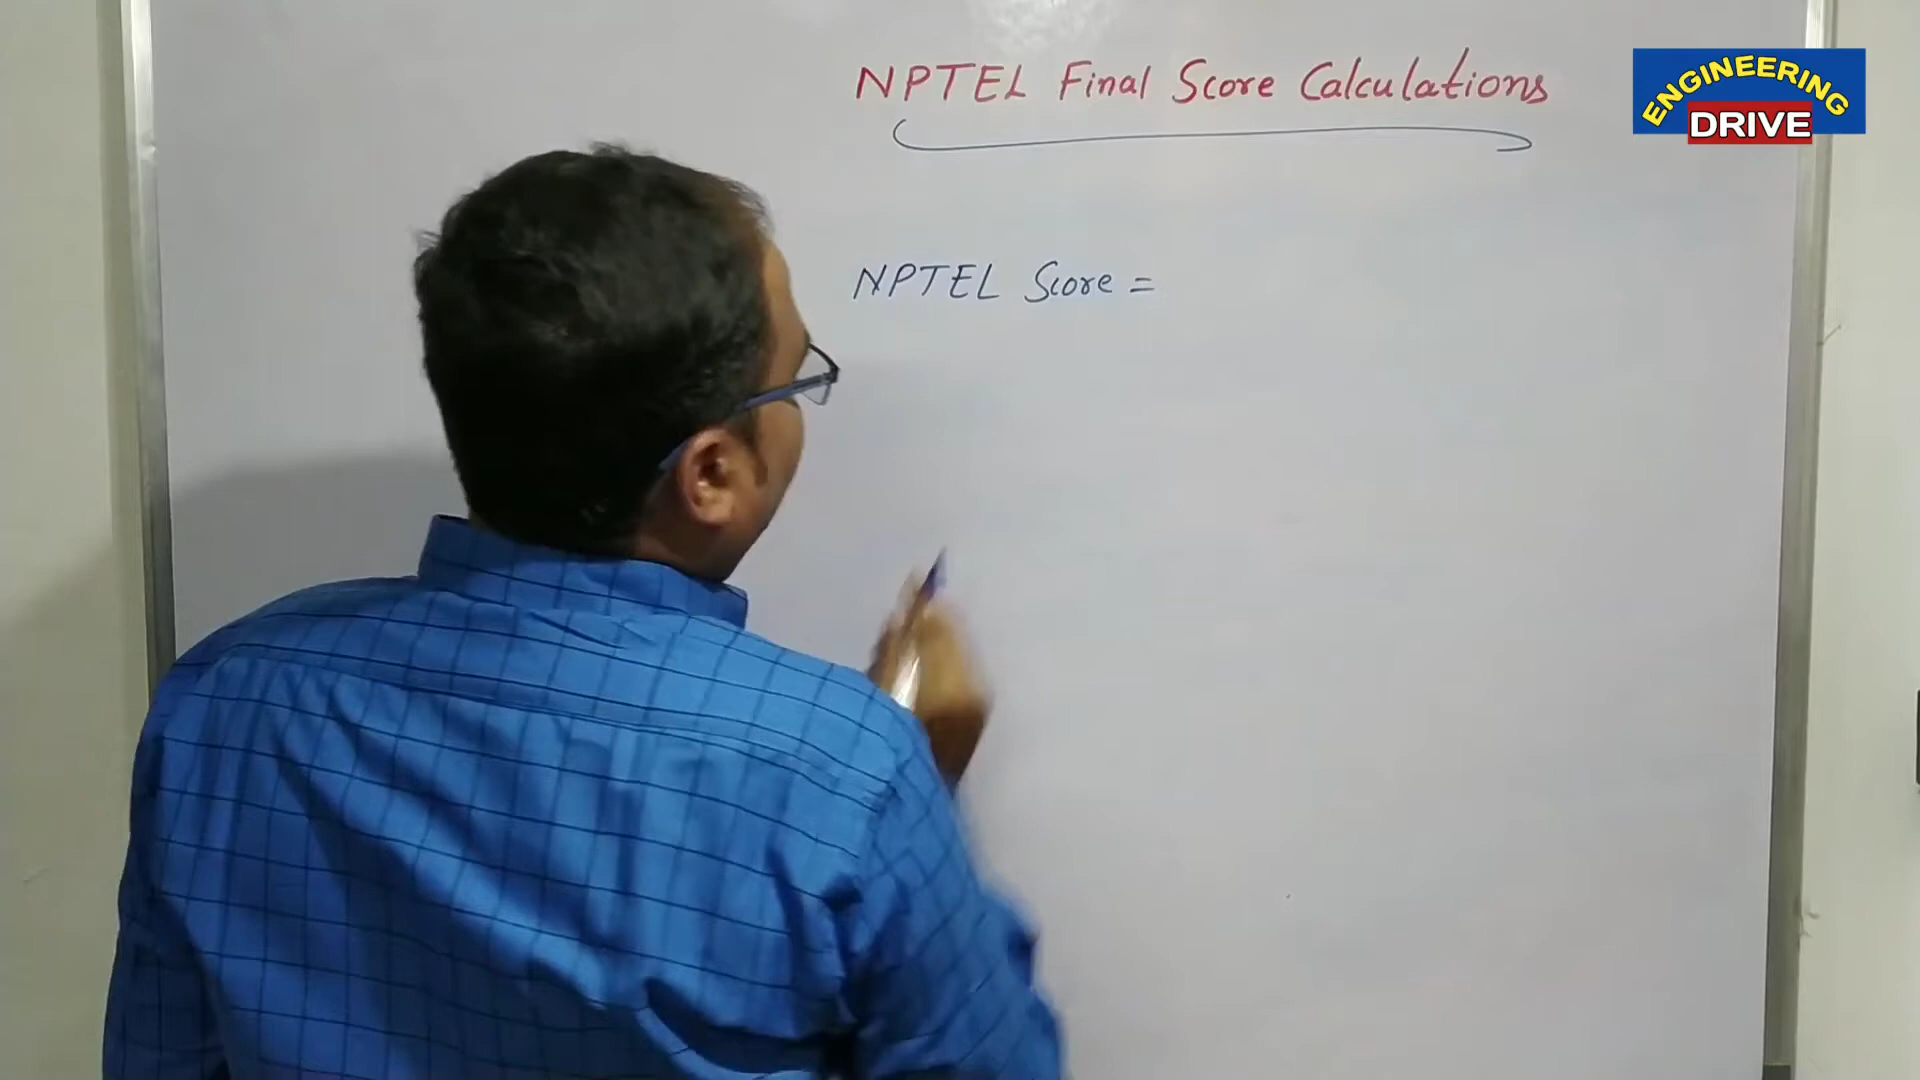 NPTEL Final Score Calculations
ENGINEERING
DRIVE
NPTEL Score =